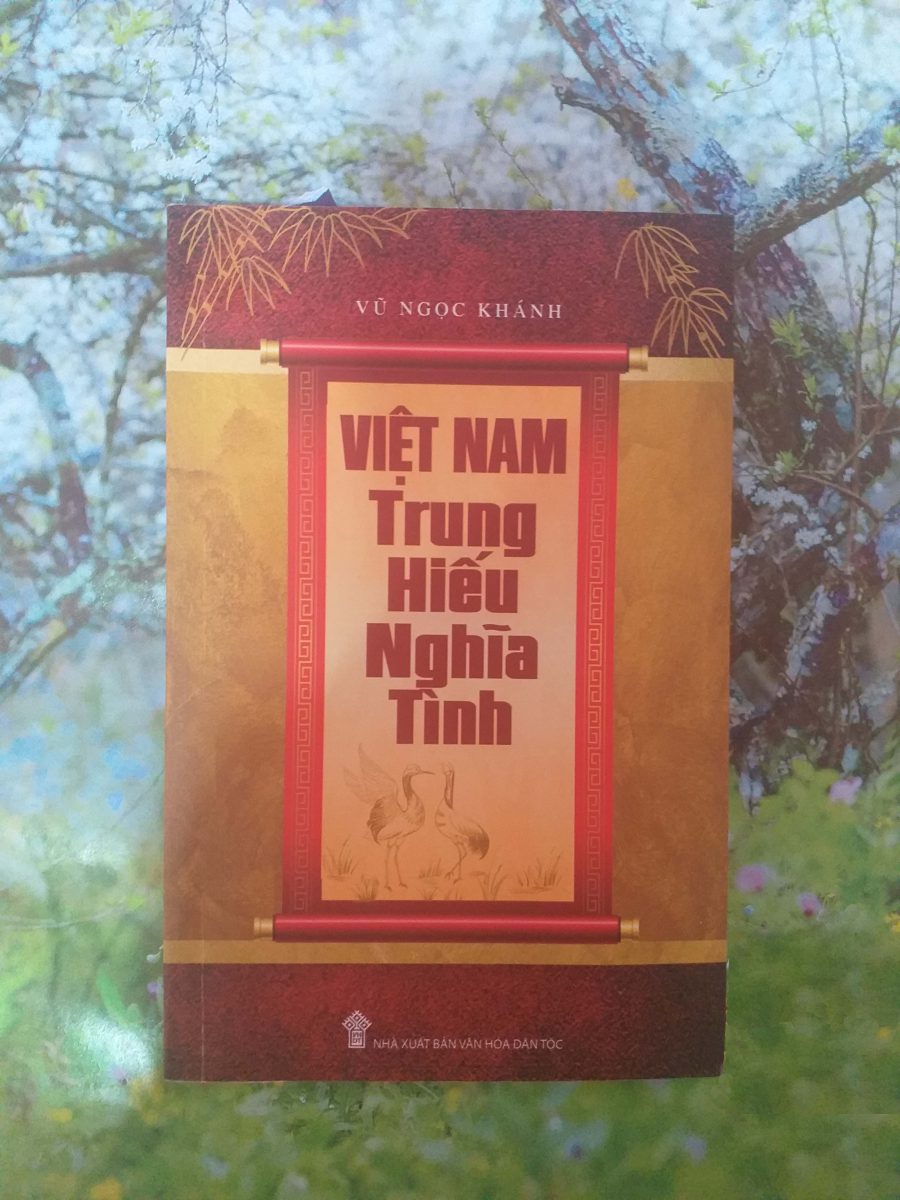 VŨ NGỌC KHÁNH
VIỆT NAM
Trung
Hiếu
Nghĩa
Tình
NHÀ XUẤT BẢN VĂN HÓA DÂN TỘC